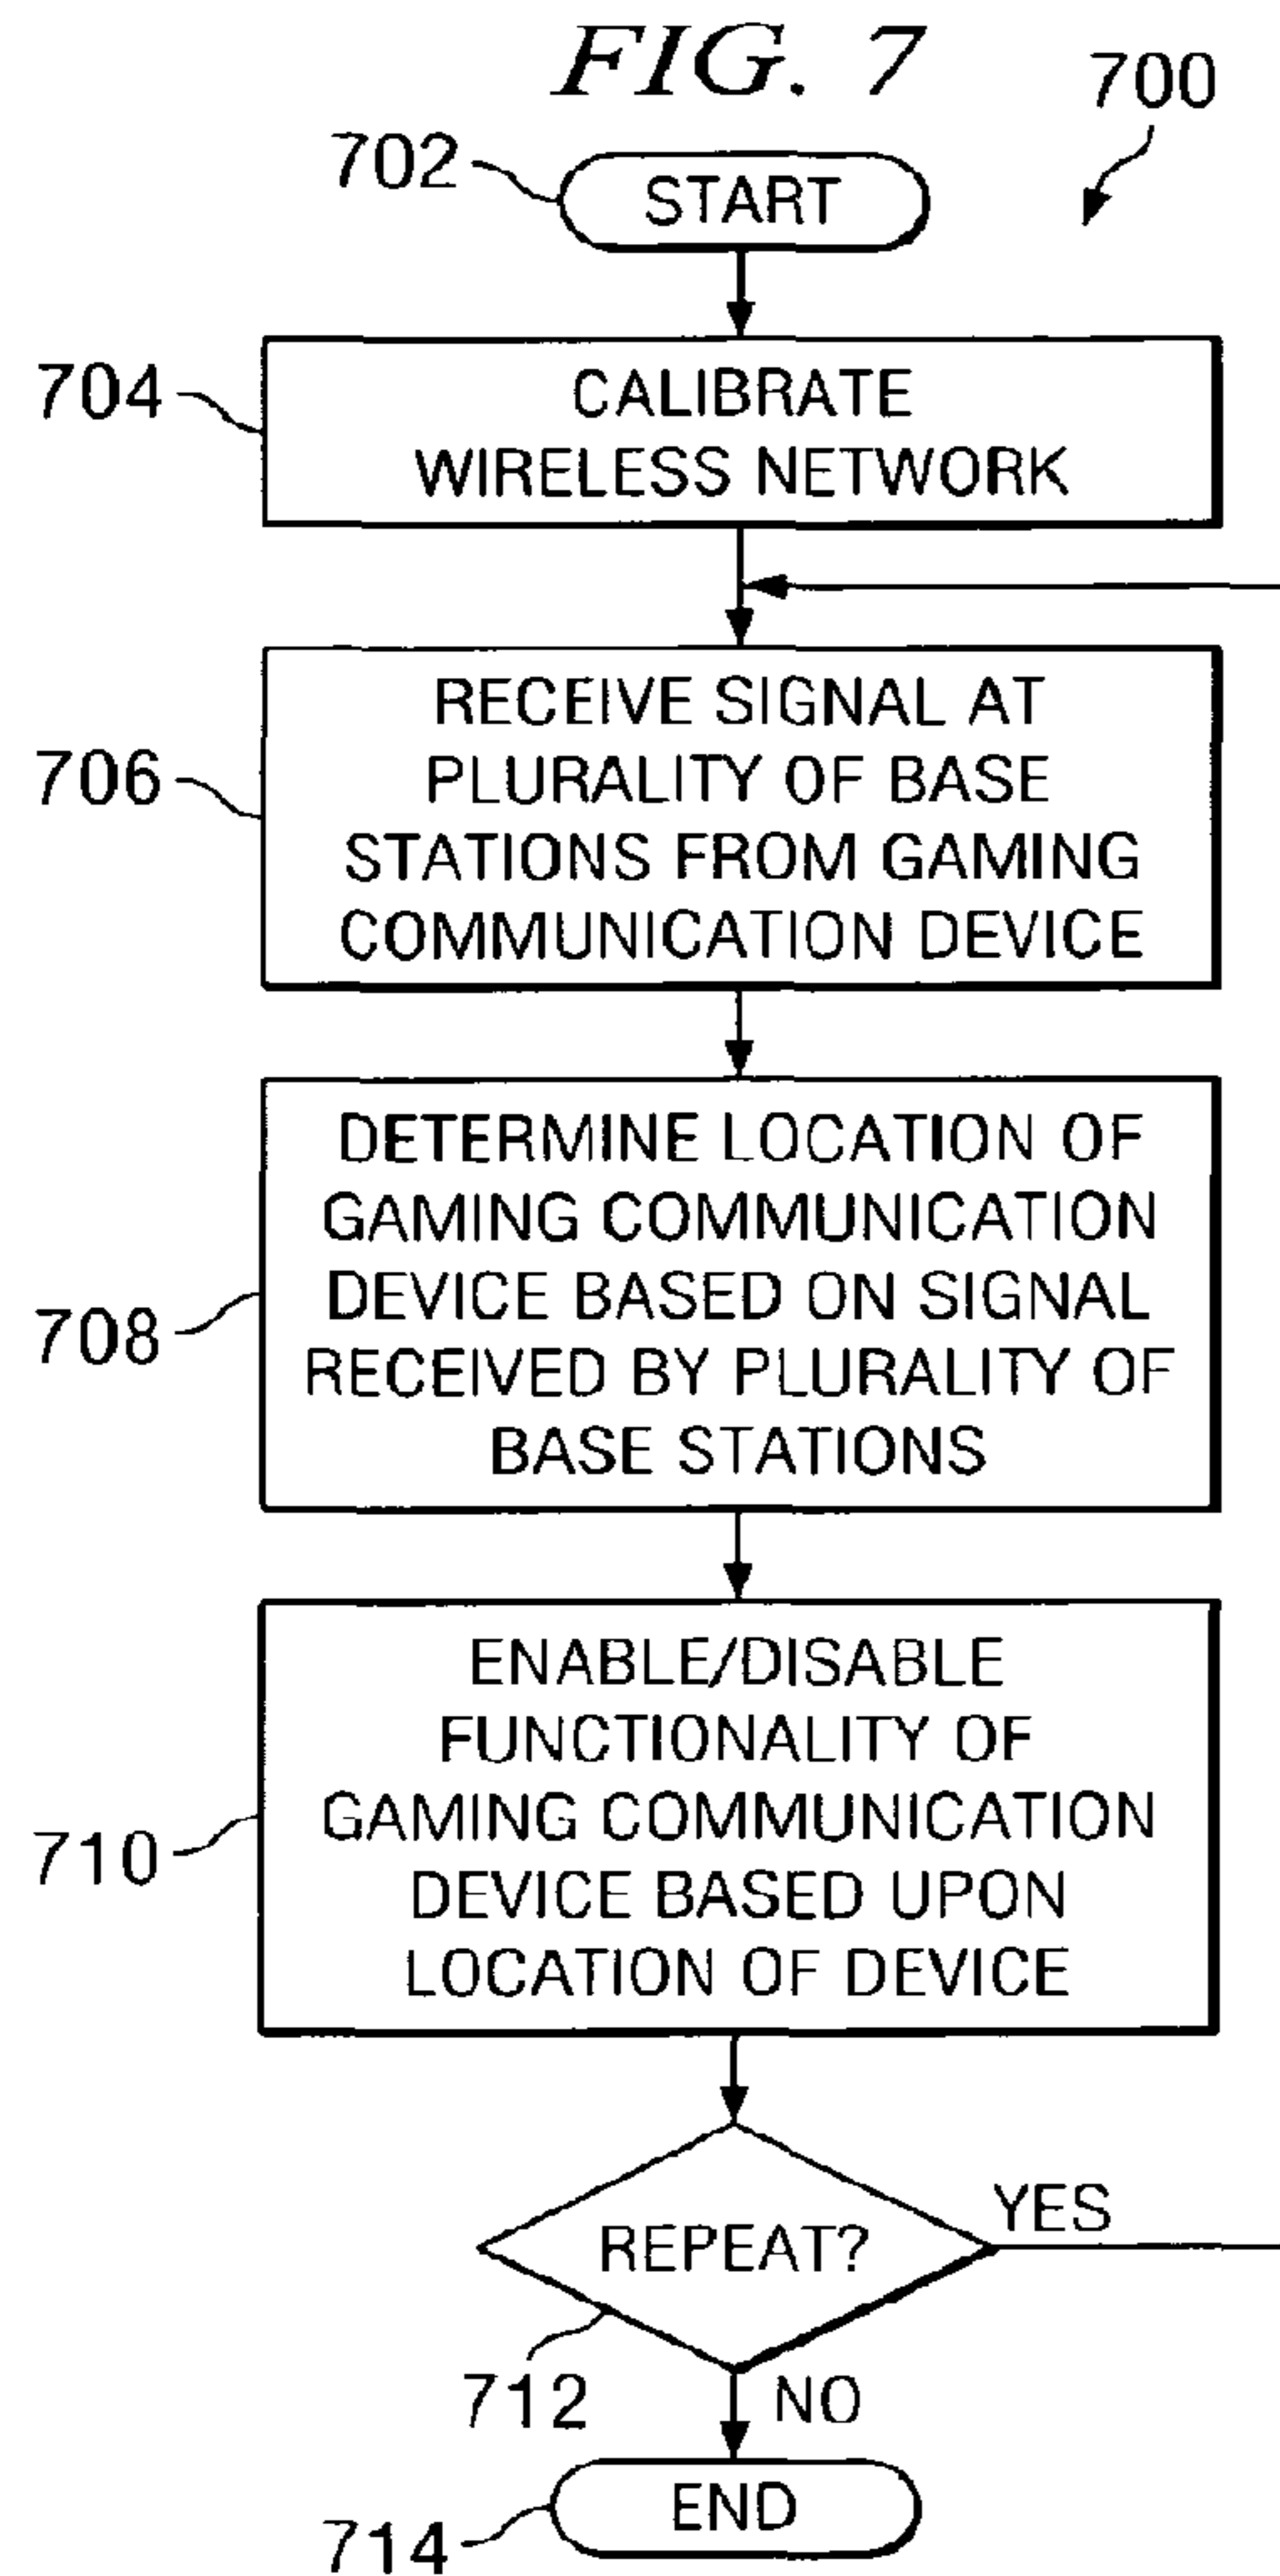 FIG. 7
700
702
START
704
CALIBRATE
WIRELESS NETWORK
706
RECEIVE SIGNAL AT
PLURALITY OF BASE
STATIONS FROM GAMING
COMMUNICATION DEVICE
708
DETERMINE LOCATION OF
GAMING COMMUNICATION
DEVICE BASED ON SIGNAL
RECEIVED BY PLURALITY OF
BASE STATIONS
710
ENABLE/DISABLE
FUNCTIONALITY OF
GAMING COMMUNICATION
DEVICE BASED UPON
LOCATION OF DEVICE
REPEAT?
YES
712
NO
END
714